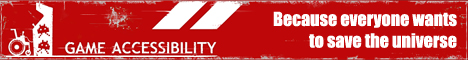 GAME ACCESSIBILITY
Because everyone wants
to save the universe